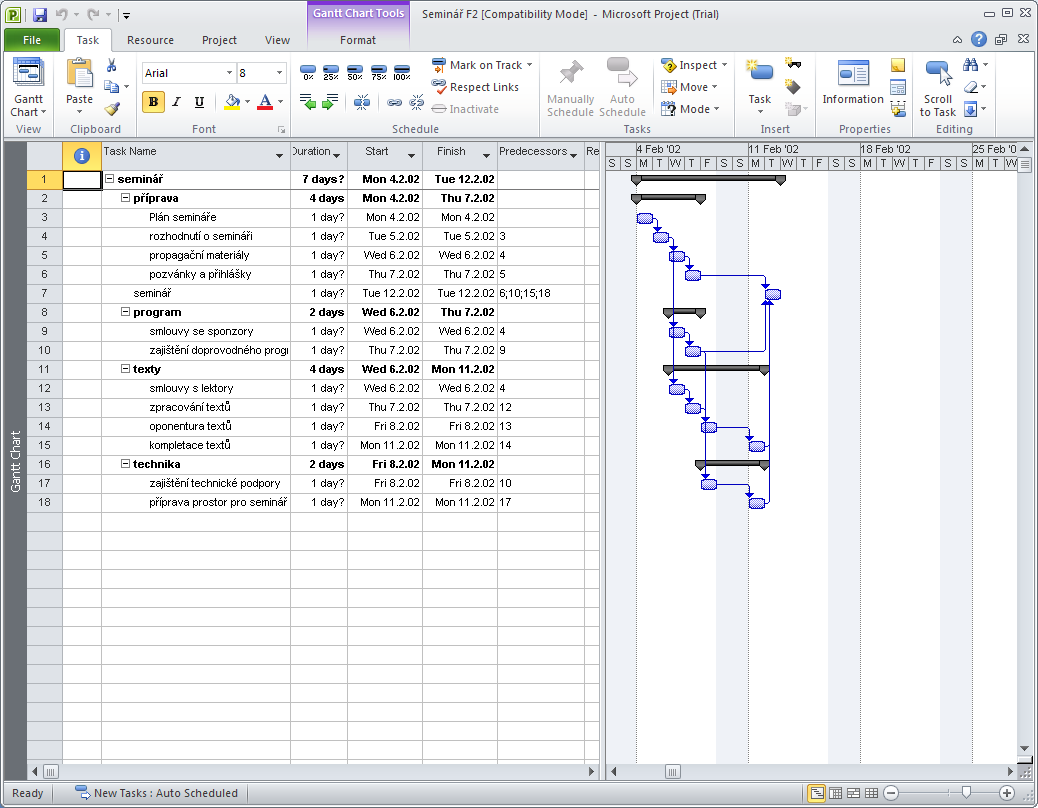 Gantt Chart Tools Seminář F2 [Compatibility Mode] - Microsoft Project (Trial)
File Task Resource Project View Format
Gantt Chart
Paste
Arial 8
B I U A
0% 25% 50% 75% 100%
Mark on Track
Respect Links
Inactivate
Manually Schedule
Auto Schedule
Inspect
Move
Mode
Task
Information
Scroll to Task
View Clipboard Font Schedule Tasks Insert Properties Editing
Task Name Duration Start Finish Predecessors Re
4 Feb '02 11 Feb '02 18 Feb '02 25 Feb '0
S S M T W T F S S M T W T F S S M T W T F S S M T W
1 seminář 7 days? Mon 4.2.02 Tue 12.2.02
2 příprava 4 days Mon 4.2.02 Thu 7.2.02
3 Plán semináře 1 day? Mon 4.2.02 Mon 4.2.02
4 rozhodnutí o semináři 1 day? Tue 5.2.02 Tue 5.2.02 3
5 propagační materiály 1 day? Wed 6.2.02 Wed 6.2.02 4
6 pozvánky a přihlášky 1 day? Thu 7.2.02 Thu 7.2.02 5
7 seminář 1 day? Tue 12.2.02 Tue 12.2.02 6;10;15;18
8 program 2 days Wed 6.2.02 Thu 7.2.02
9 smlouvy se sponzory 1 day? Wed 6.2.02 Wed 6.2.02 4
10 zajištění doprovodného prog 1 day? Thu 7.2.02 Thu 7.2.02 9
11 texty 4 days Wed 6.2.02 Mon 11.2.02
12 smlouvy s lektory 1 day? Wed 6.2.02 Wed 6.2.02 4
13 zpracování textů 1 day? Thu 7.2.02 Thu 7.2.02 12
14 oponentura textů 1 day? Fri 8.2.02 Fri 8.2.02 13
15 kompletace textů 1 day? Mon 11.2.02 Mon 11.2.02 14
16 technika 2 days Fri 8.2.02 Mon 11.2.02
17 zajištění technické podpory 1 day? Fri 8.2.02 Fri 8.2.02 10
18 příprava prostor pro seminář 1 day? Mon 11.2.02 Mon 11.2.02 17
Gantt Chart
Ready New Tasks : Auto Scheduled